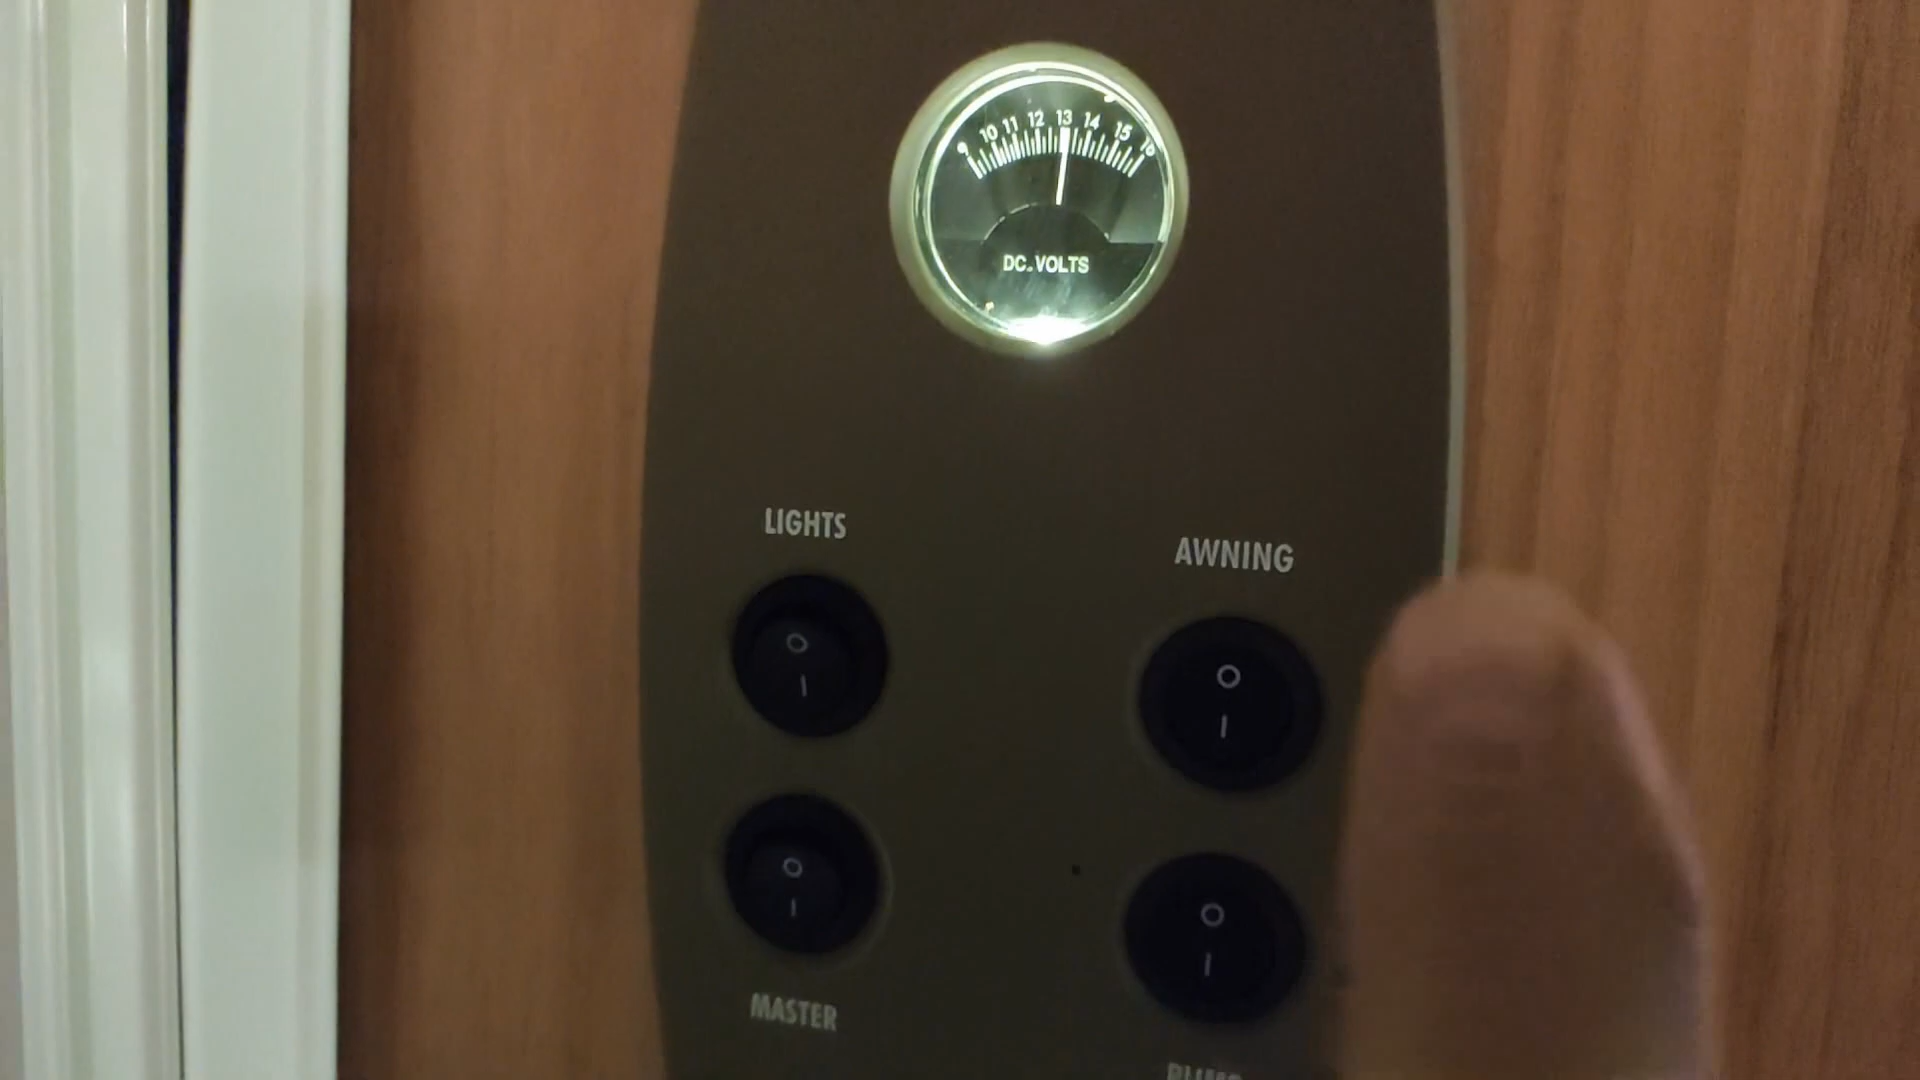 9 10 11 12 13 14 15 16
DC.VOLTS
LIGHTS
AWNING
O
I
O
I
O
I
O
I
MASTER